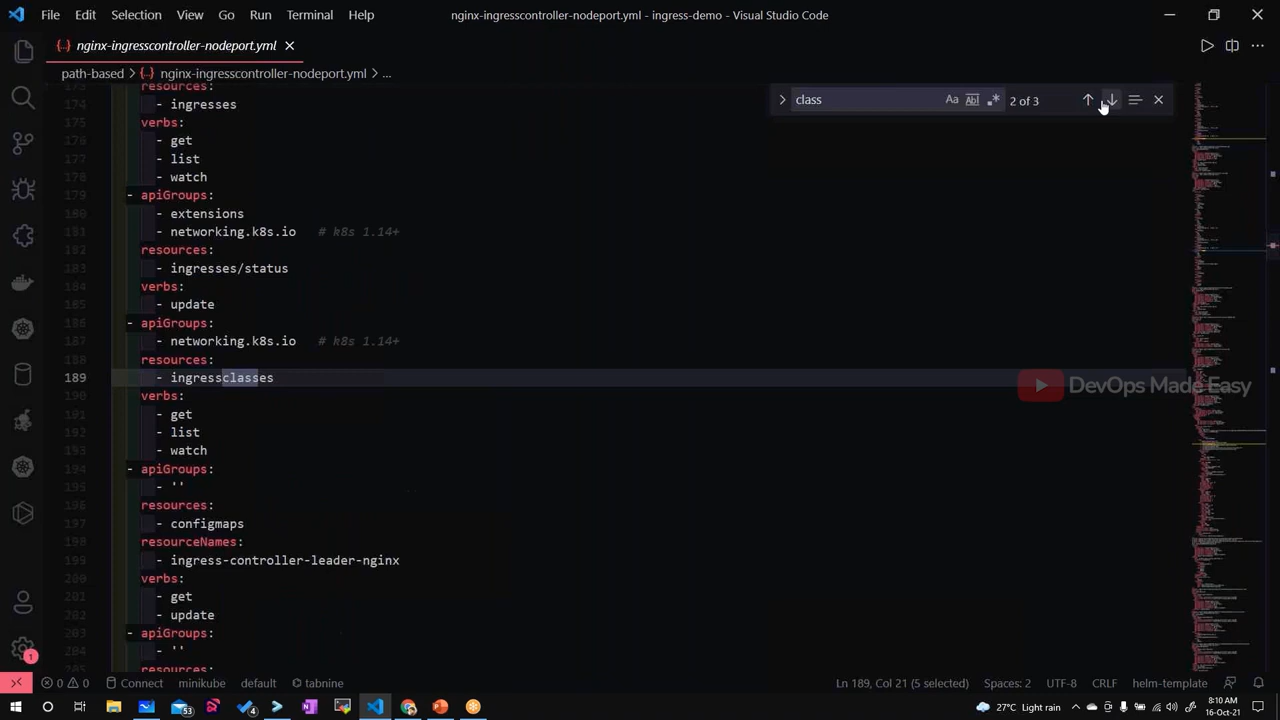 File Edit Selection View Go Run Terminal Help
nginx-ingresscontroller-nodeport.yml - ingress-demo - Visual Studio Code
nginx-ingresscontroller-nodeport.yml
path-based > nginx-ingresscontroller-nodeport.yml > ...
class
2 of 3
173 resources:
174 - ingresses
175 verbs:
176 - get
177 - list
178 - watch
179 - apiGroups:
180 - extensions
181 - networking.k8s.io # k8s 1.14+
182 resources:
183 - ingresses/status
184 verbs:
185 - update
186 - apiGroups:
187 - networking.k8s.io # k8s 1.14+
188 resources:
189 - ingressclasses
190 verbs:
191 - get
192 - list
193 - watch
194 - apiGroups:
195 - ''
196 resources:
197 - configmaps
198 resourceNames:
199 - ingress-controller-leader-nginx
200 verbs:
201 - get
202 - update
203 - apiGroups:
204 - ''
resources:
DevOps Made Easy
1
0 1 Connect minikube default tabnine Ln 189, Col 21 (5 selected) Spaces: 2 UTF-8 CRLF helm-template
53 27°C Light rain 8:10 AM
16-Oct-21